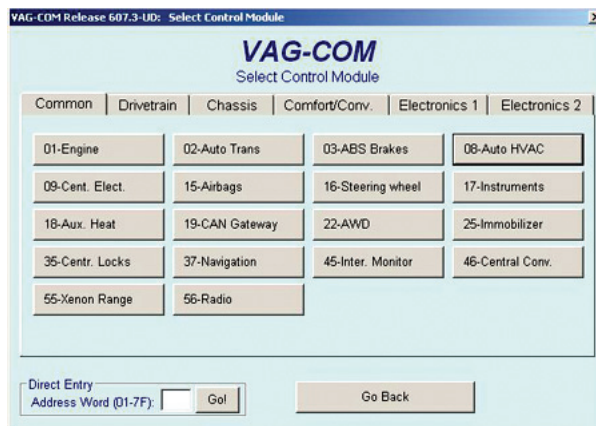 VAG-COM Release 607.3-UD: Select Control Module
VAG-COM
Select Control Module
Common Drivetrain Chassis Comfort/Conv. Electronics 1 Electronics 2
01-Engine 02-Auto Trans 03-ABS Brakes 08-Auto HVAC
09-Cent. Elect. 15-Airbags 16-Steering wheel 17-Instruments
18-Aux. Heat 19-CAN Gateway 22-AWD 25-Immobilizer
35-Centr. Locks 37-Navigation 45-Inter. Monitor 46-Central Conv.
55-Xenon Range 56-Radio
Direct Entry
Address Word (01-7F): Go! Go Back